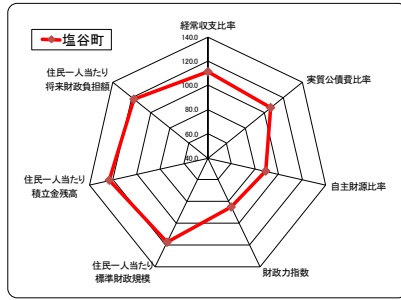 塩谷町
経常収支比率
140.0
120.0
100.0
80.0
60.0
40.0
実質公債費比率
自主財源比率
財政力指数
住民一人当たり
標準財政規模
住民一人当たり
積立金残高
住民一人当たり
将来財政負担額